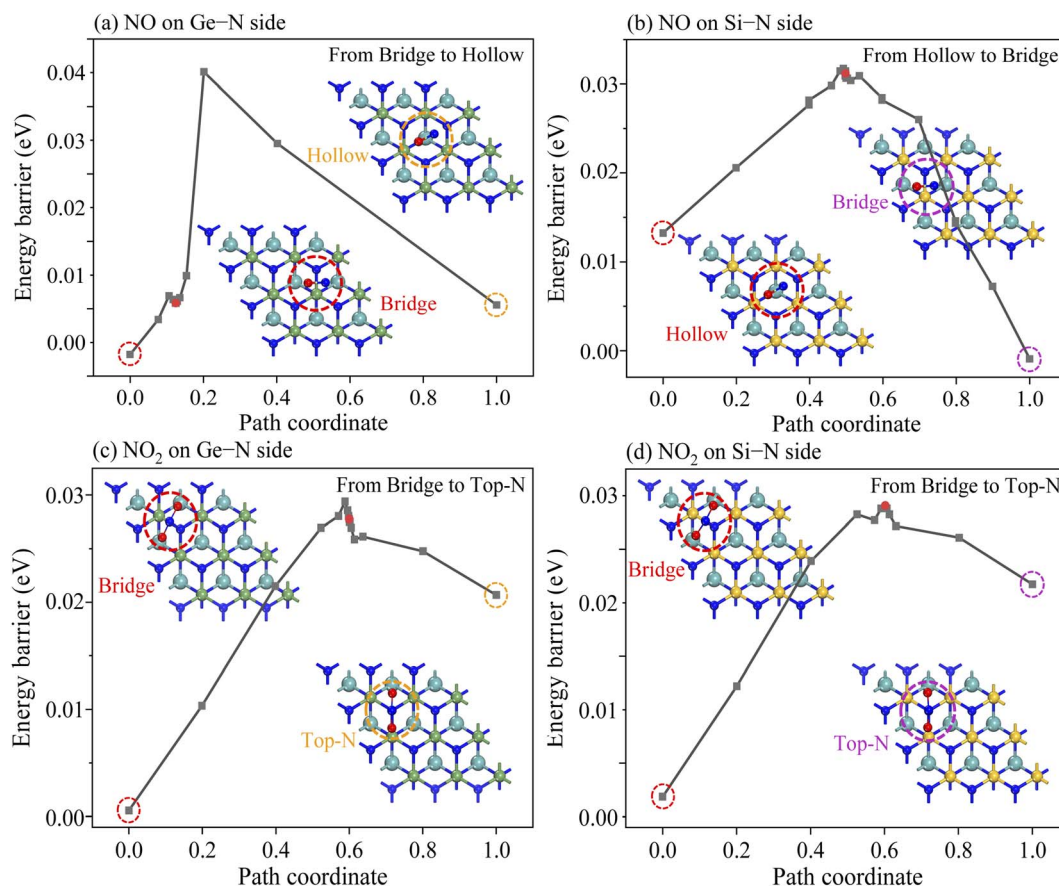 (a) NO on Ge−N side
From Bridge to Hollow
Energy barrier (eV)
0.04
0.03
0.02
0.01
0.00
Hollow
Bridge
0.0 0.2 0.4 0.6 0.8 1.0
Path coordinate
(b) NO on Si−N side
From Hollow to Bridge
Energy barrier (eV)
0.03
0.02
0.01
0.00
Bridge
Hollow
0.0 0.2 0.4 0.6 0.8 1.0
Path coordinate
(c) NO₂ on Ge−N side
From Bridge to Top-N
Energy barrier (eV)
0.03
0.02
0.01
0.00
Bridge
Top-N
0.0 0.2 0.4 0.6 0.8 1.0
Path coordinate
(d) NO₂ on Si−N side
From Bridge to Top-N
Energy barrier (eV)
0.03
0.02
0.01
0.00
Bridge
Top-N
0.0 0.2 0.4 0.6 0.8 1.0
Path coordinate